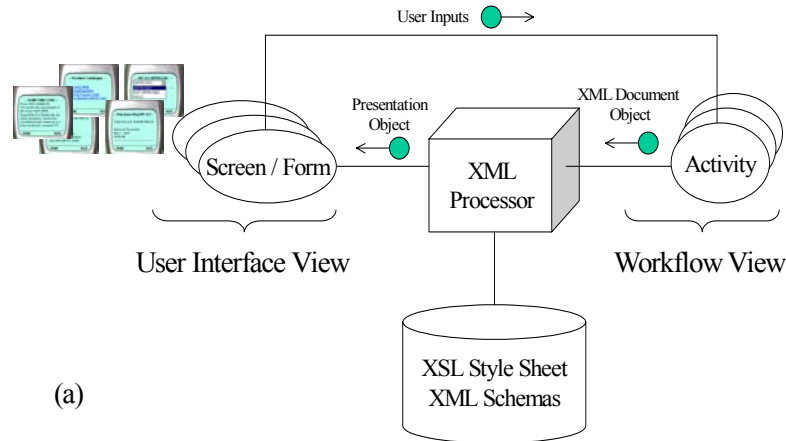 User Inputs
Presentation
Object
XML Document
Object
Screen / Form
XML
Processor
Activity
User Interface View
Workflow View
XSL Style Sheet
XML Schemas
(a)